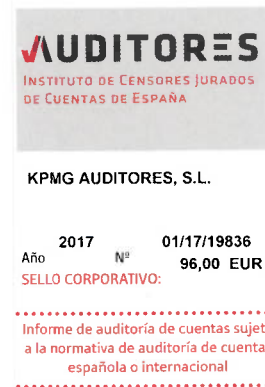 AUDITORES
INSTITUTO DE CENSORES JURADOS
DE CUENTAS DE ESPAÑA
KPMG AUDITORES, S.L.
Año 2017 Nº 01/17/19836
96,00 EUR
SELLO CORPORATIVO:
Informe de auditoría de cuentas sujet
a la normativa de auditoría de cuenta
española o internacional